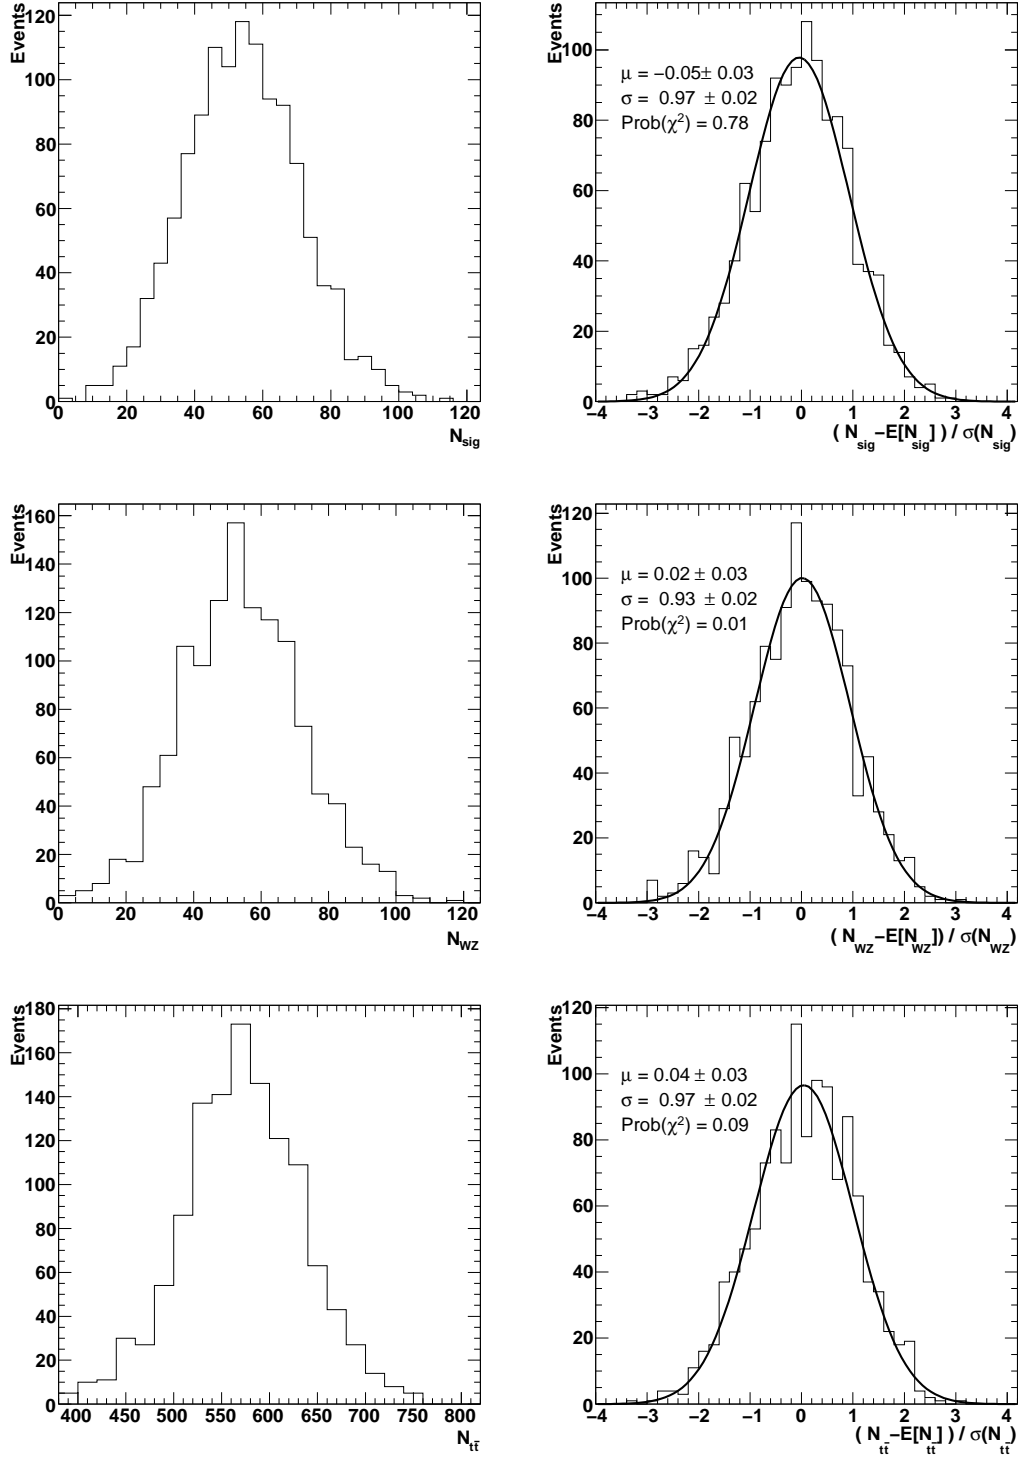 Events
120
100
80
60
40
20
0
0 20 40 60 80 100 120
N_sig
Events
100
80
60
40
20
0
μ = −0.05± 0.03
σ = 0.97 ± 0.02
Prob(χ²) = 0.78
−4 −3 −2 −1 0 1 2 3 4
( N_sig−E[N_sig] ) / σ(N_sig)
Events
160
140
120
100
80
60
40
20
0
0 20 40 60 80 100 120
N_WZ
Events
120
100
80
60
40
20
0
μ = 0.02 ± 0.03
σ = 0.93 ± 0.02
Prob(χ²) = 0.01
−4 −3 −2 −1 0 1 2 3 4
( N_WZ−E[N_WZ]) / σ(N_WZ)
Events
180
160
140
120
100
80
60
40
20
0
400 450 500 550 600 650 700 750 800
N_tt̄
Events
120
100
80
60
40
20
0
μ = 0.04 ± 0.03
σ = 0.97 ± 0.02
Prob(χ²) = 0.09
−4 −3 −2 −1 0 1 2 3 4
( N_tt̄−E[N_tt̄] ) / σ(N_tt̄)